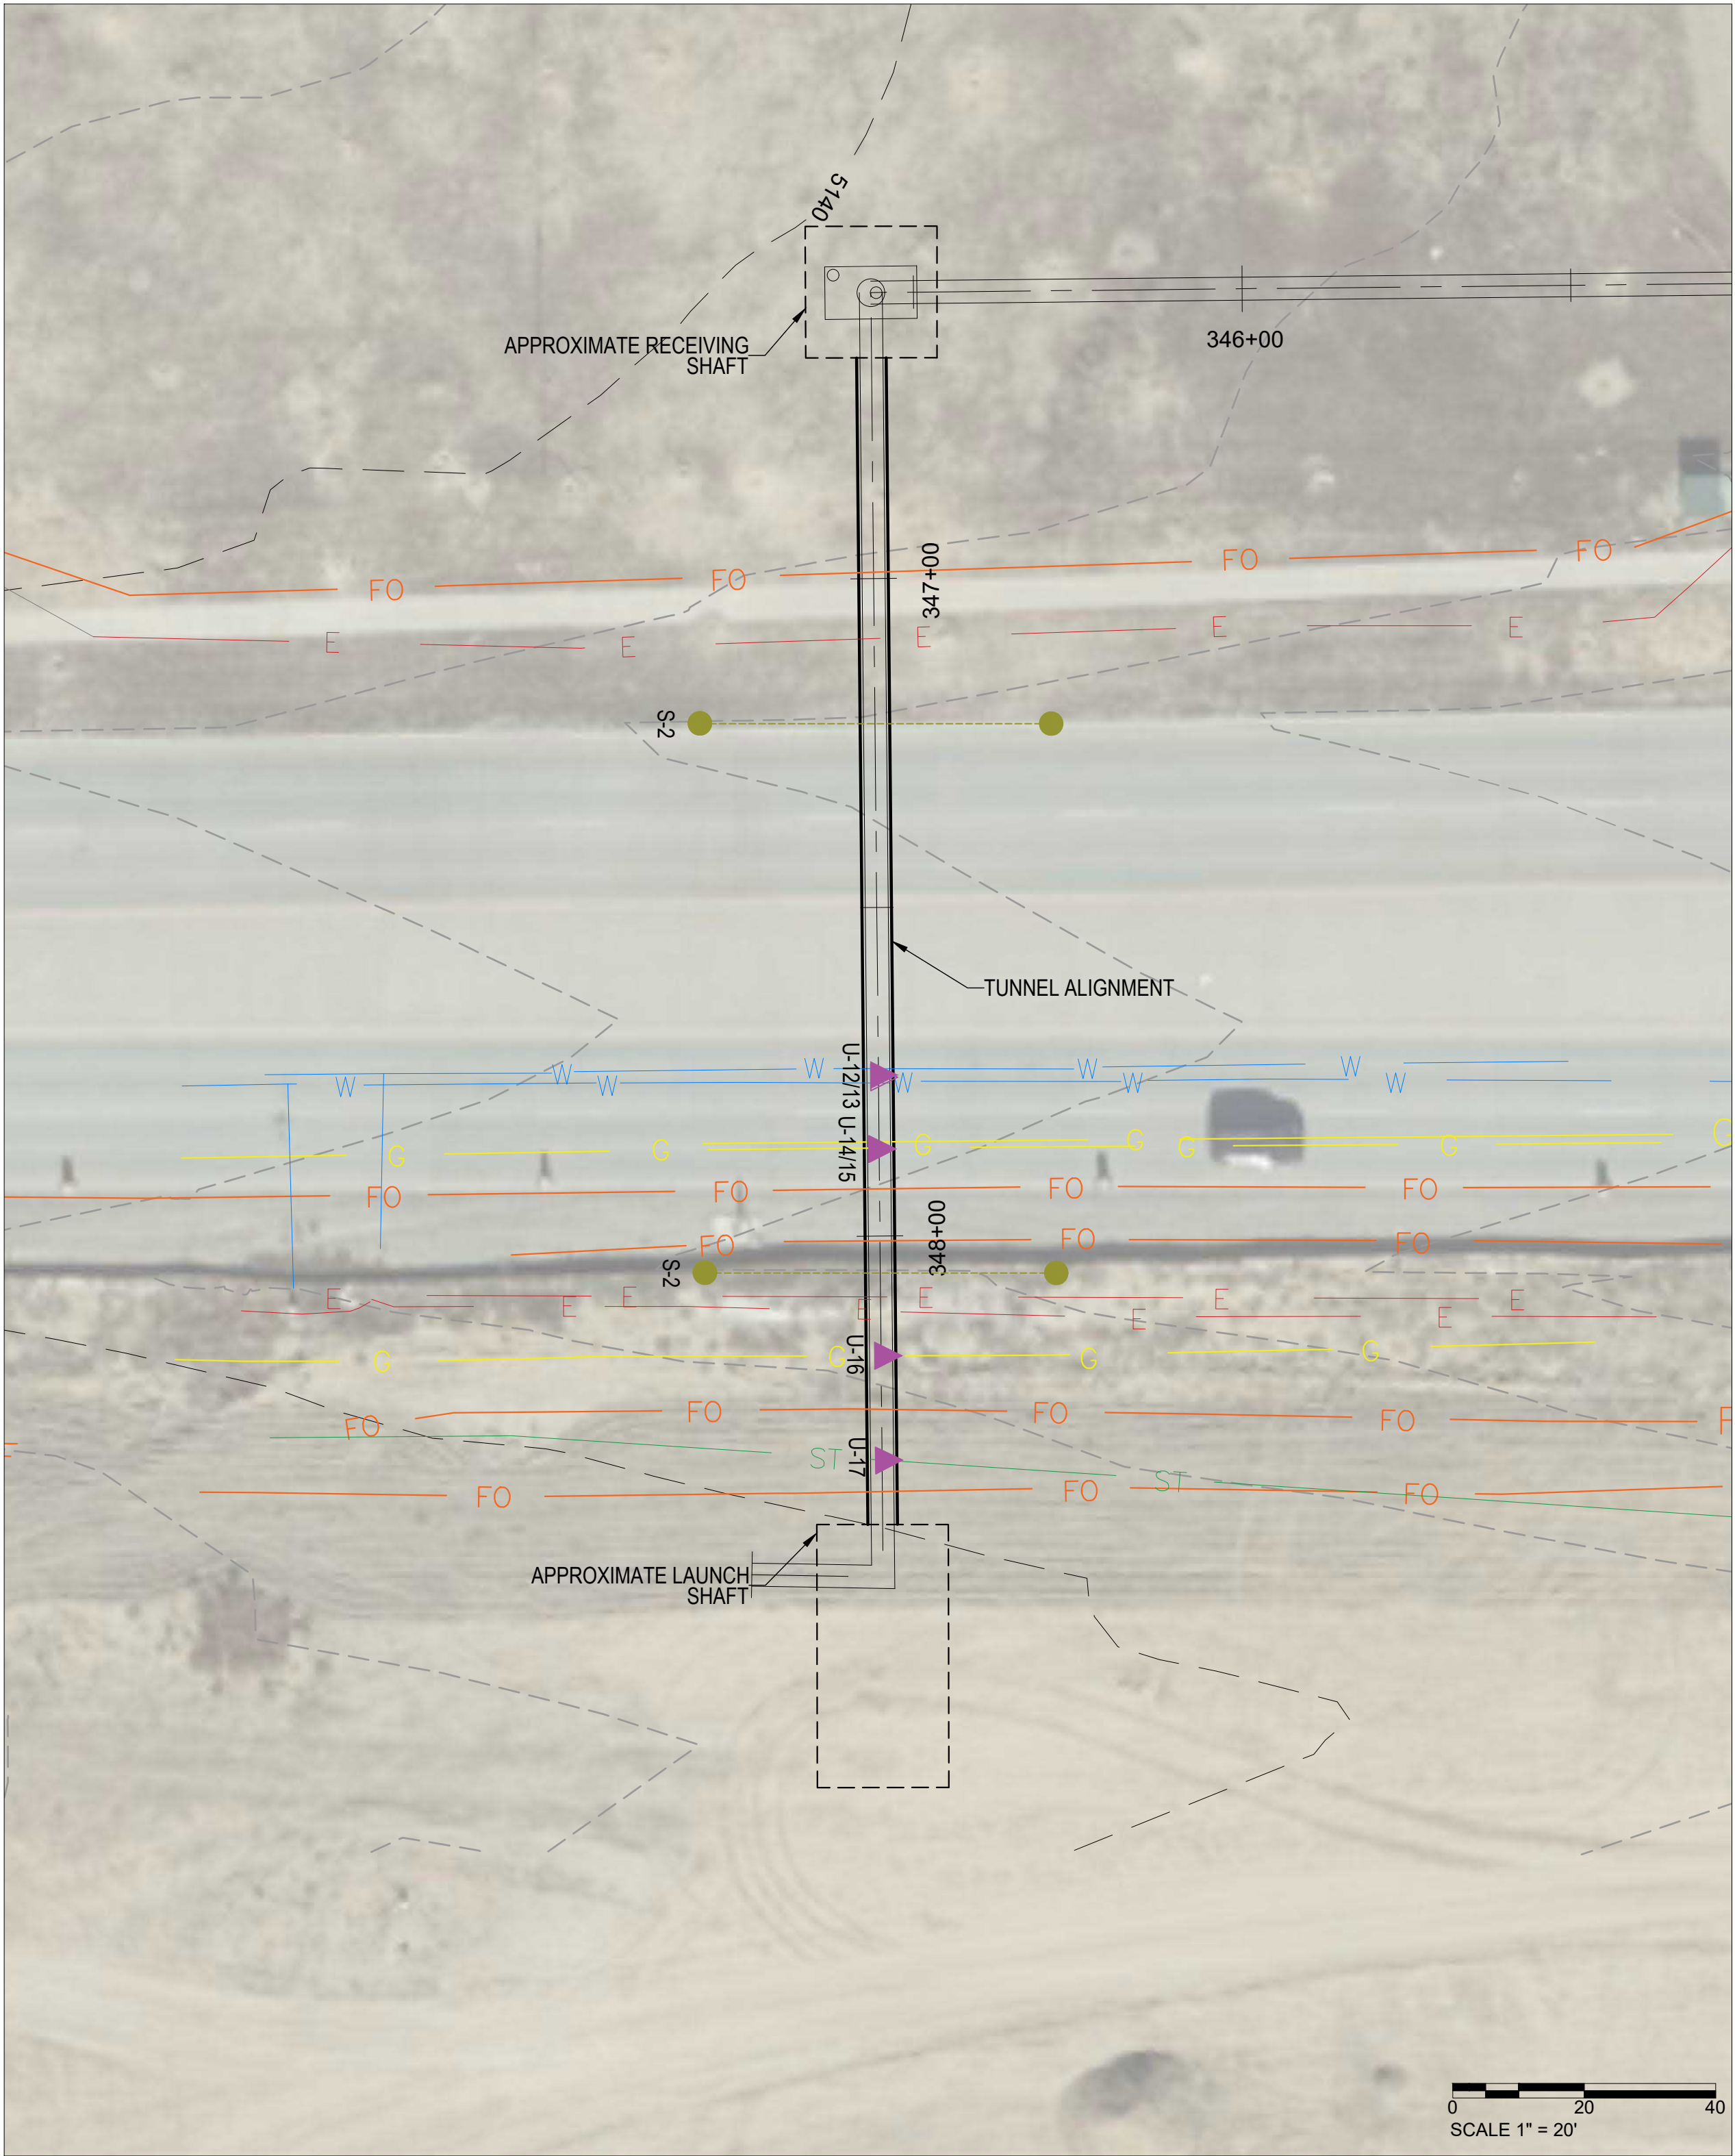 5140
APPROXIMATE RECEIVING
SHAFT
346+00
347+00
FO
FO
FO
FO
E
E
E
E
E
S-2
TUNNEL ALIGNMENT
U-12/13
W
W
W
W
W
W
W
W
W
U-14/15
G
G
G
G
G
G
G
FO
FO
FO
FO
348+00
FO
FO
FO
S-2
E
E
E
E
E
E
E
E
E
U-16
G
G
G
G
FO
FO
FO
FO
F
U-17
ST
ST
FO
FO
FO
APPROXIMATE LAUNCH
SHAFT
0 20 40
SCALE 1" = 20'